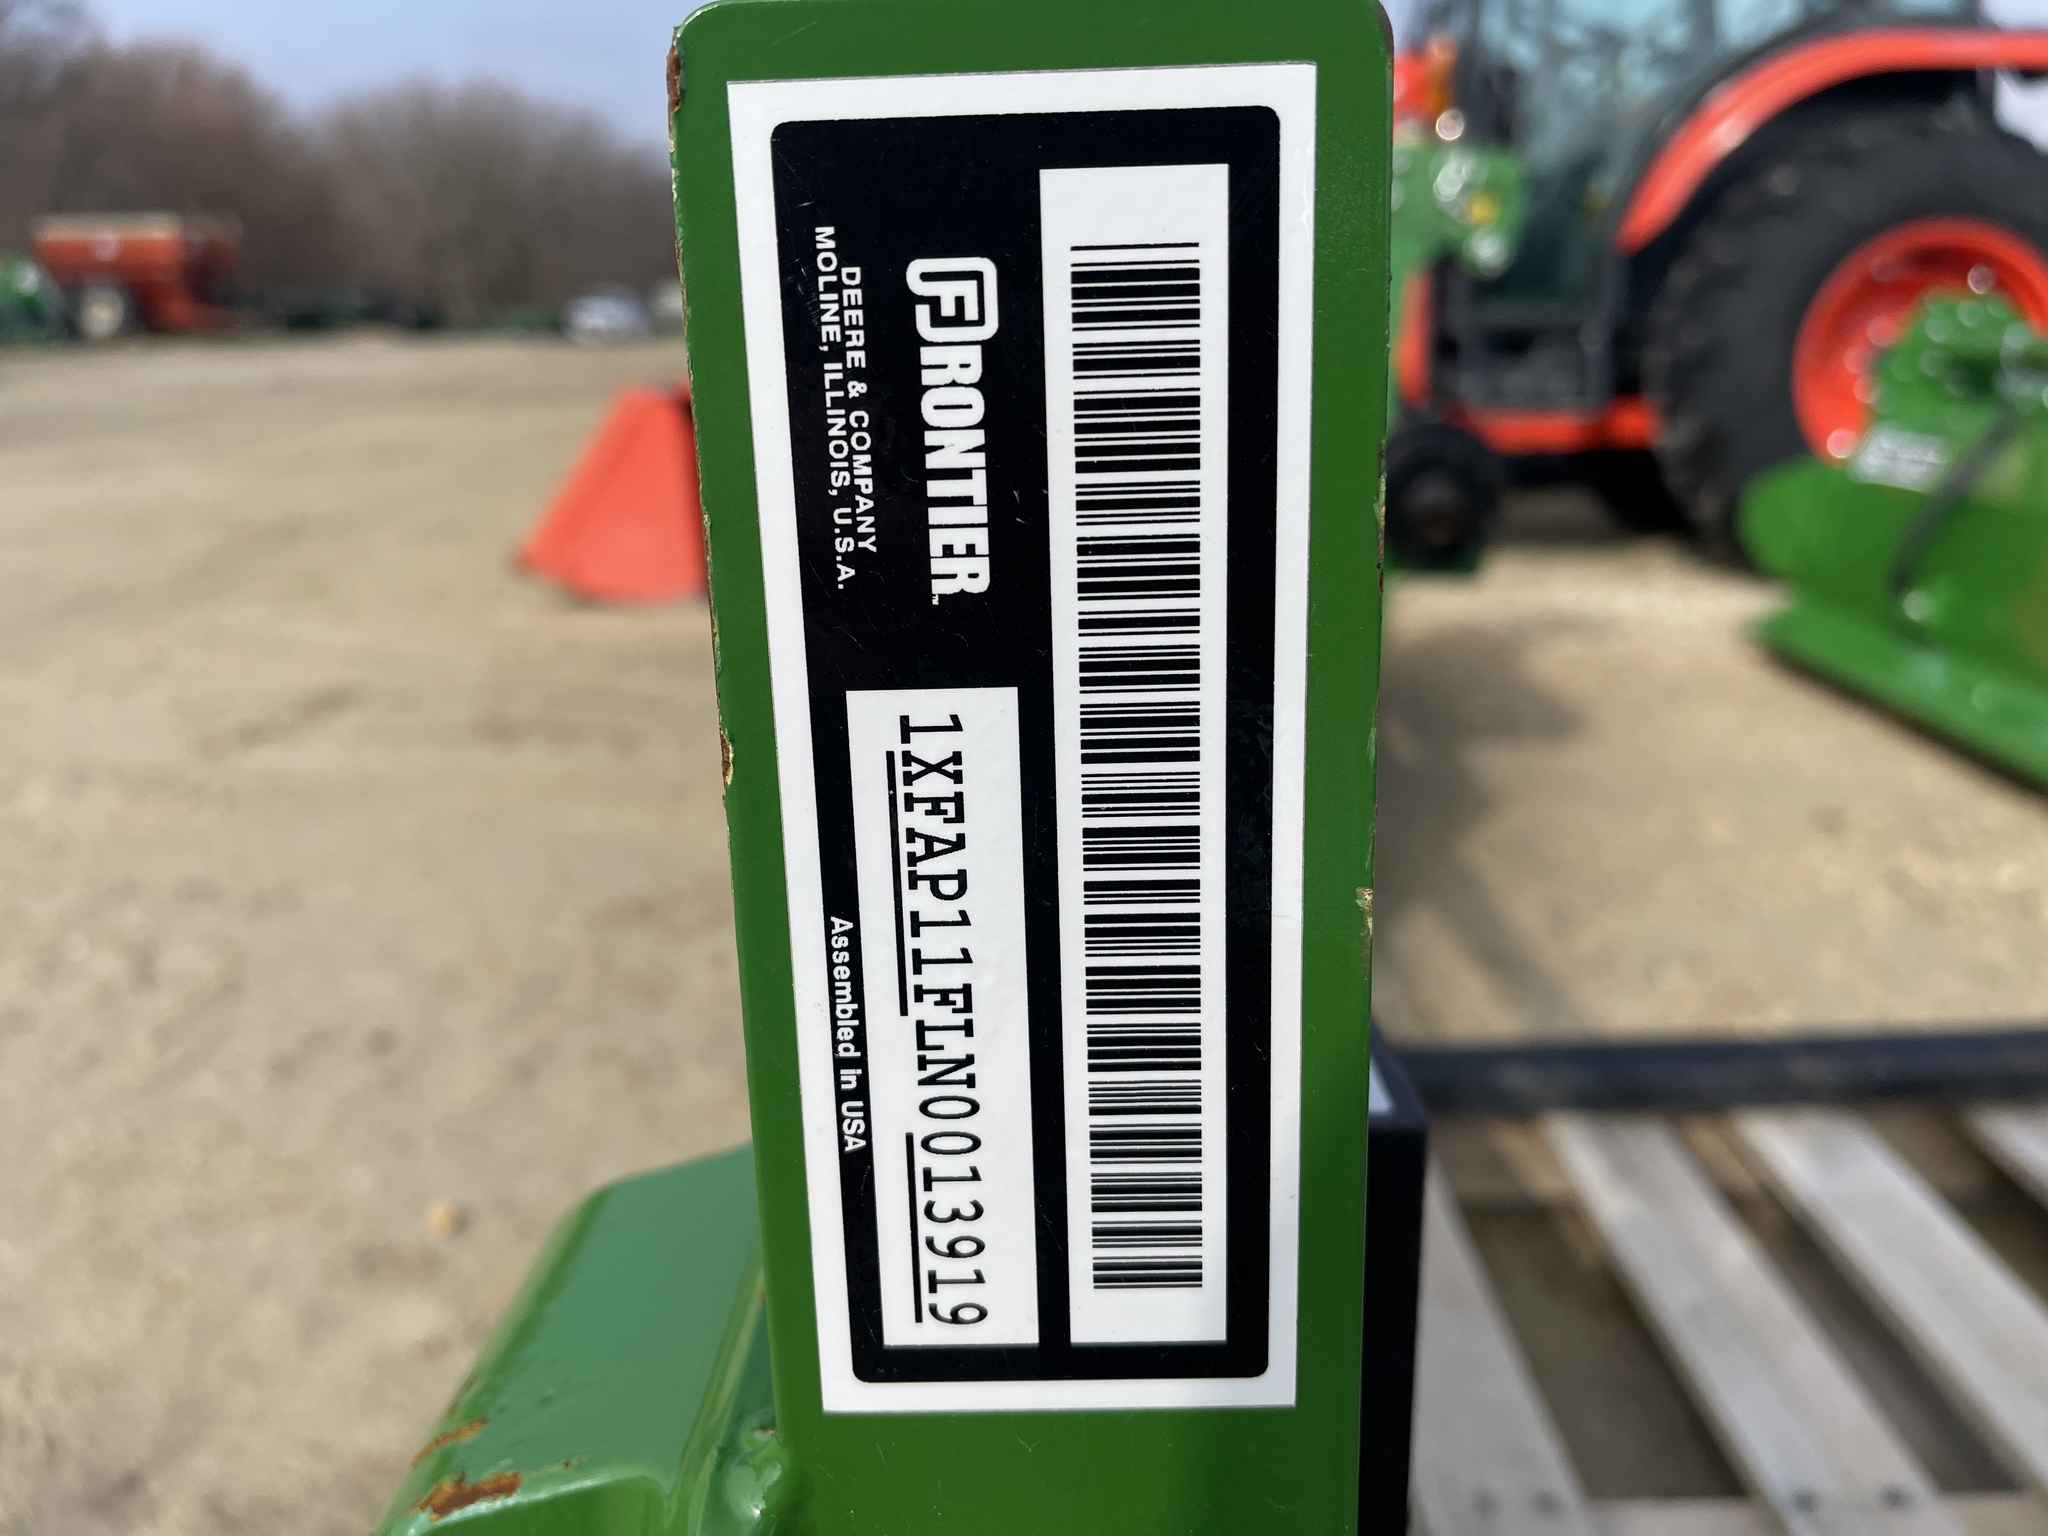 FRONTIER
DEERE & COMPANY
MOLINE, ILLINOIS, U.S.A.
1XFAP11FLN0013919
Assembled in USA